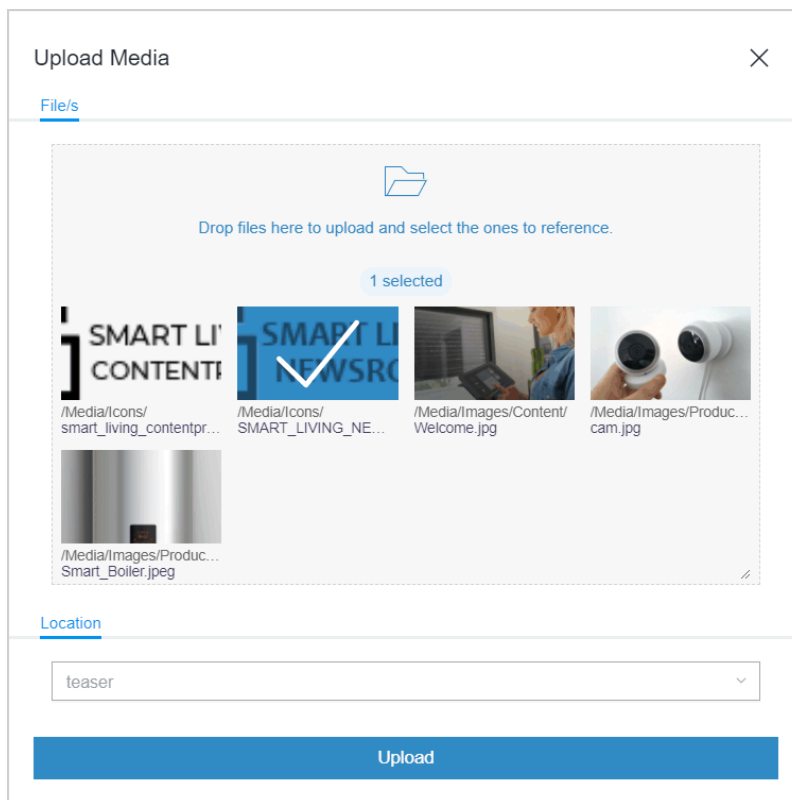 Upload Media
File/s
Drop files here to upload and select the ones to reference.
1 selected
SMART LI
CONTENT
SMART LI
NEWSRO
/Media/Icons/
smart_living_contentpr...
/Media/Icons/
SMART_LIVING_NE...
/Media/Images/Content/
Welcome.jpg
/Media/Images/Produc...
cam.jpg
/Media/Images/Produc...
Smart_Boiler.jpeg
Location
teaser
Upload